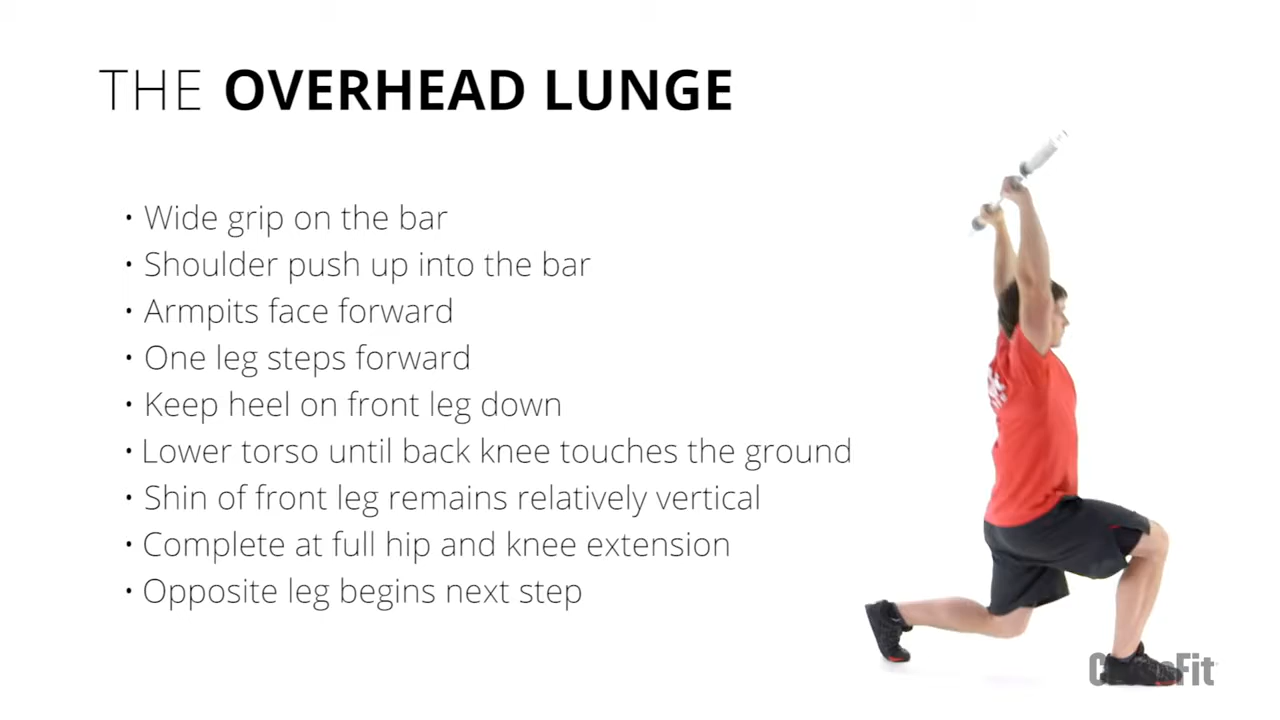 THE OVERHEAD LUNGE
• Wide grip on the bar
• Shoulder push up into the bar
• Armpits face forward
• One leg steps forward
• Keep heel on front leg down
• Lower torso until back knee touches the ground
• Shin of front leg remains relatively vertical
• Complete at full hip and knee extension
• Opposite leg begins next step